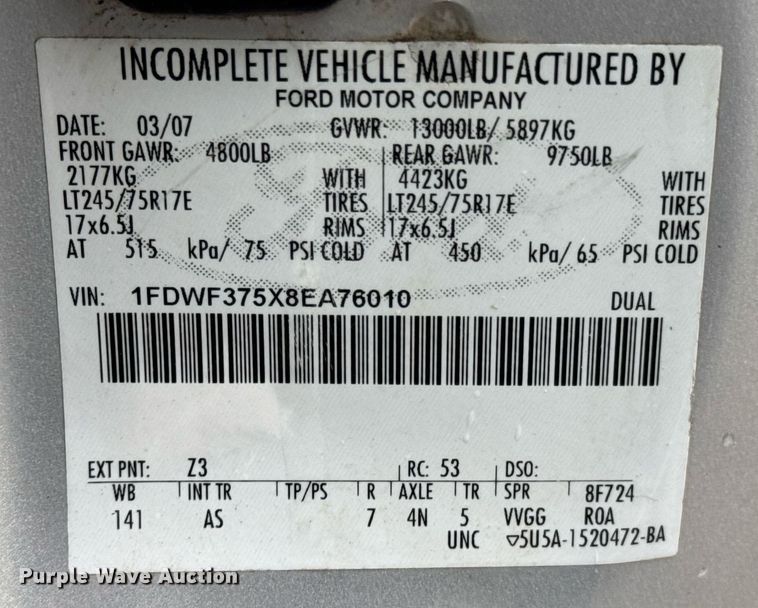 INCOMPLETE VEHICLE MANUFACTURED BY
FORD MOTOR COMPANY
DATE: 03/07 GVWR: 13000LB/ 5897KG
FRONT GAWR: 4800LB REAR GAWR: 9750LB
2177KG WITH 4423KG WITH
LT245/75R17E TIRES LT245/75R17E TIRES
17x6.5J RIMS 17x6.5J RIMS
AT 515 kPa/ 75 PSI COLD AT 450 kPa/ 65 PSI COLD
VIN: 1FDWF375X8EA76010 DUAL
EXT PNT: Z3 RC: 53 DSO:
WB INT TR TP/PS R AXLE TR SPR 8F724
141 AS 7 4N 5 VVGG R0A
UNC ▽5U5A-1520472-BA
Purple Wave Auction